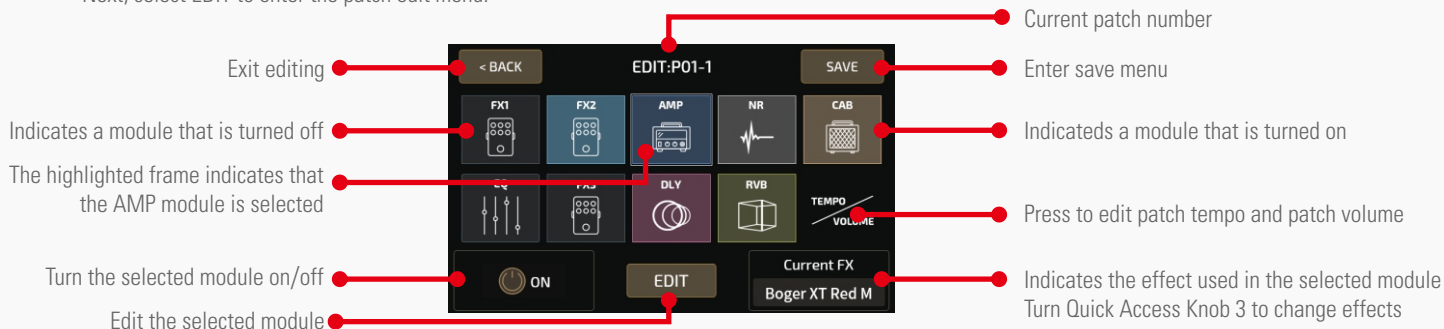 Next, select EDIT to enter the patch edit menu.
Current patch number
Exit editing
< BACK
EDIT:P01-1
SAVE
Enter save menu
FX1
FX2
AMP
NR
CAB
Indicates a module that is turned off
Indicateds a module that is turned on
The highlighted frame indicates that
the AMP module is selected
EQ
FX3
DLY
RVB
TEMPO
VOLUME
Press to edit patch tempo and patch volume
Turn the selected module on/off
ON
EDIT
Current FX
Boger XT Red M
Indicates the effect used in the selected module
Turn Quick Access Knob 3 to change effects
Edit the selected module